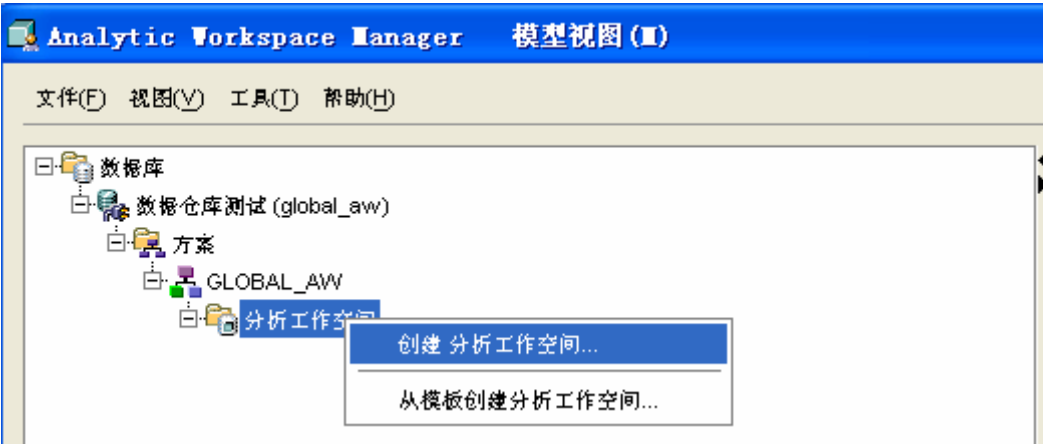 Analytic Workspace Manager 模型视图(M)
文件(F) 视图(V) 工具(T) 帮助(H)
数据库
数据仓库测试 (global_aw)
方案
GLOBAL_AW
分析工作空间
创建 分析工作空间...
从模板创建分析工作空间...